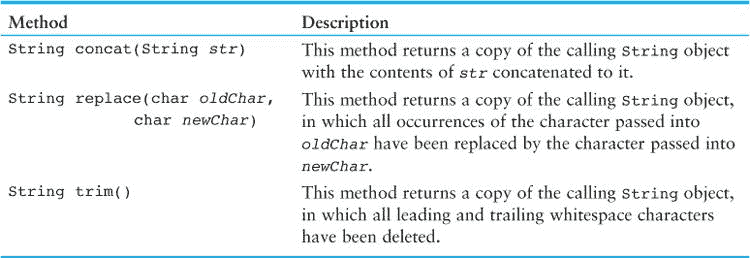 Method Description
String concat(String str) This method returns a copy of the calling String object
with the contents of str concatenated to it.
String replace(char oldChar, This method returns a copy of the calling String object,
char newChar) in which all occurrences of the character passed into
oldChar have been replaced by the character passed into
newChar.
String trim() This method returns a copy of the calling String object,
in which all leading and trailing whitespace characters
have been deleted.